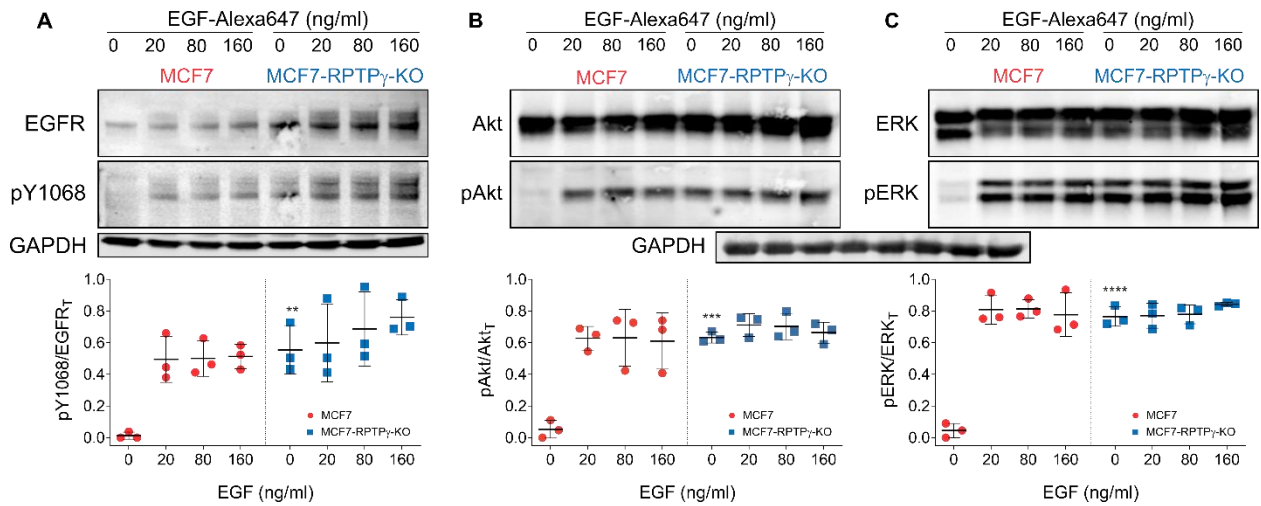 A
EGF-Alexa647 (ng/ml)
0 20 80 160 0 20 80 160
MCF7 MCF7-RPTPγ-KO
EGFR
pY1068
GAPDH
1.0
0.8
0.6
0.4
0.2
0.0
pY1068/EGFRT
**
MCF7
MCF7-RPTPγ-KO
0 20 80 160 0 20 80 160
EGF (ng/ml)
B
EGF-Alexa647 (ng/ml)
0 20 80 160 0 20 80 160
MCF7 MCF7-RPTPγ-KO
Akt
pAkt
GAPDH
1.0
0.8
0.6
0.4
0.2
0.0
pAkt/AktT
***
MCF7
MCF7-RPTPγ-KO
0 20 80 160 0 20 80 160
EGF (ng/ml)
C
EGF-Alexa647 (ng/ml)
0 20 80 160 0 20 80 160
MCF7 MCF7-RPTPγ-KO
ERK
pERK
1.0
0.8
0.6
0.4
0.2
0.0
pERK/ERKT
****
MCF7
MCF7-RPTPγ-KO
0 20 80 160 0 20 80 160
EGF (ng/ml)